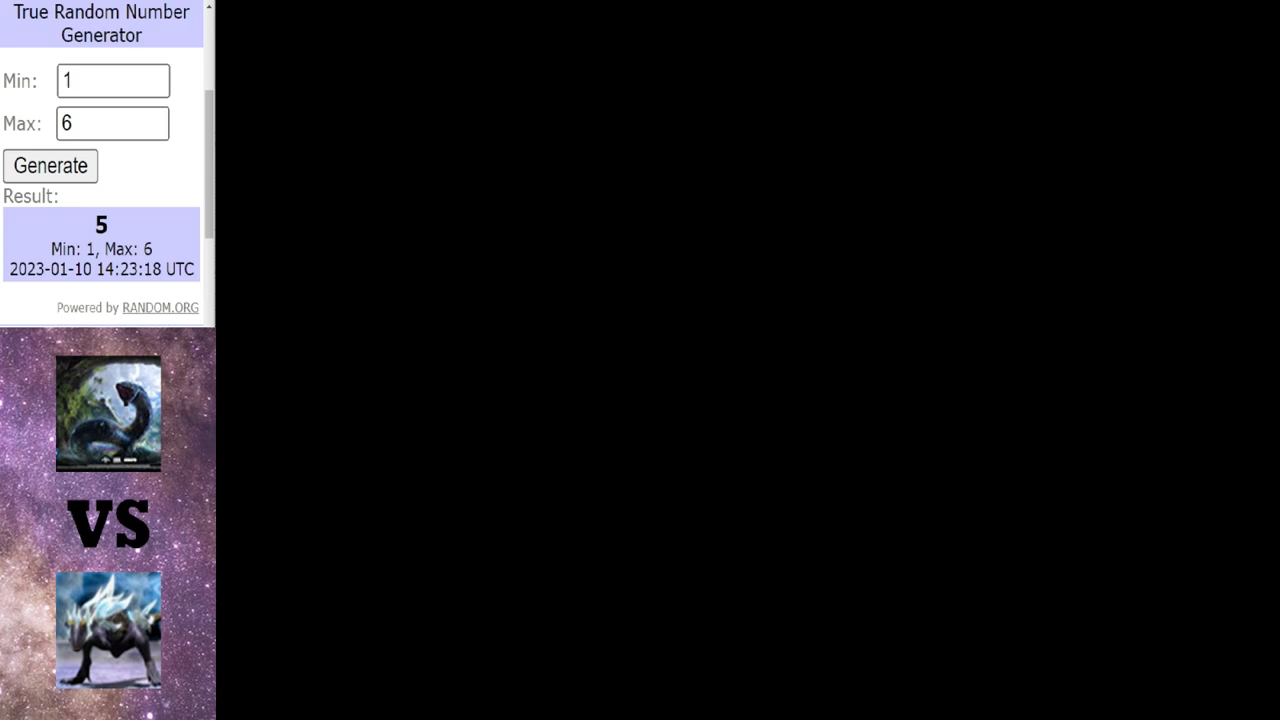 True Random Number
Generator
Min: 1
Max: 6
Generate
Result:
5
Min: 1, Max: 6
2023-01-10 14:23:18 UTC
Powered by RANDOM.ORG
VS